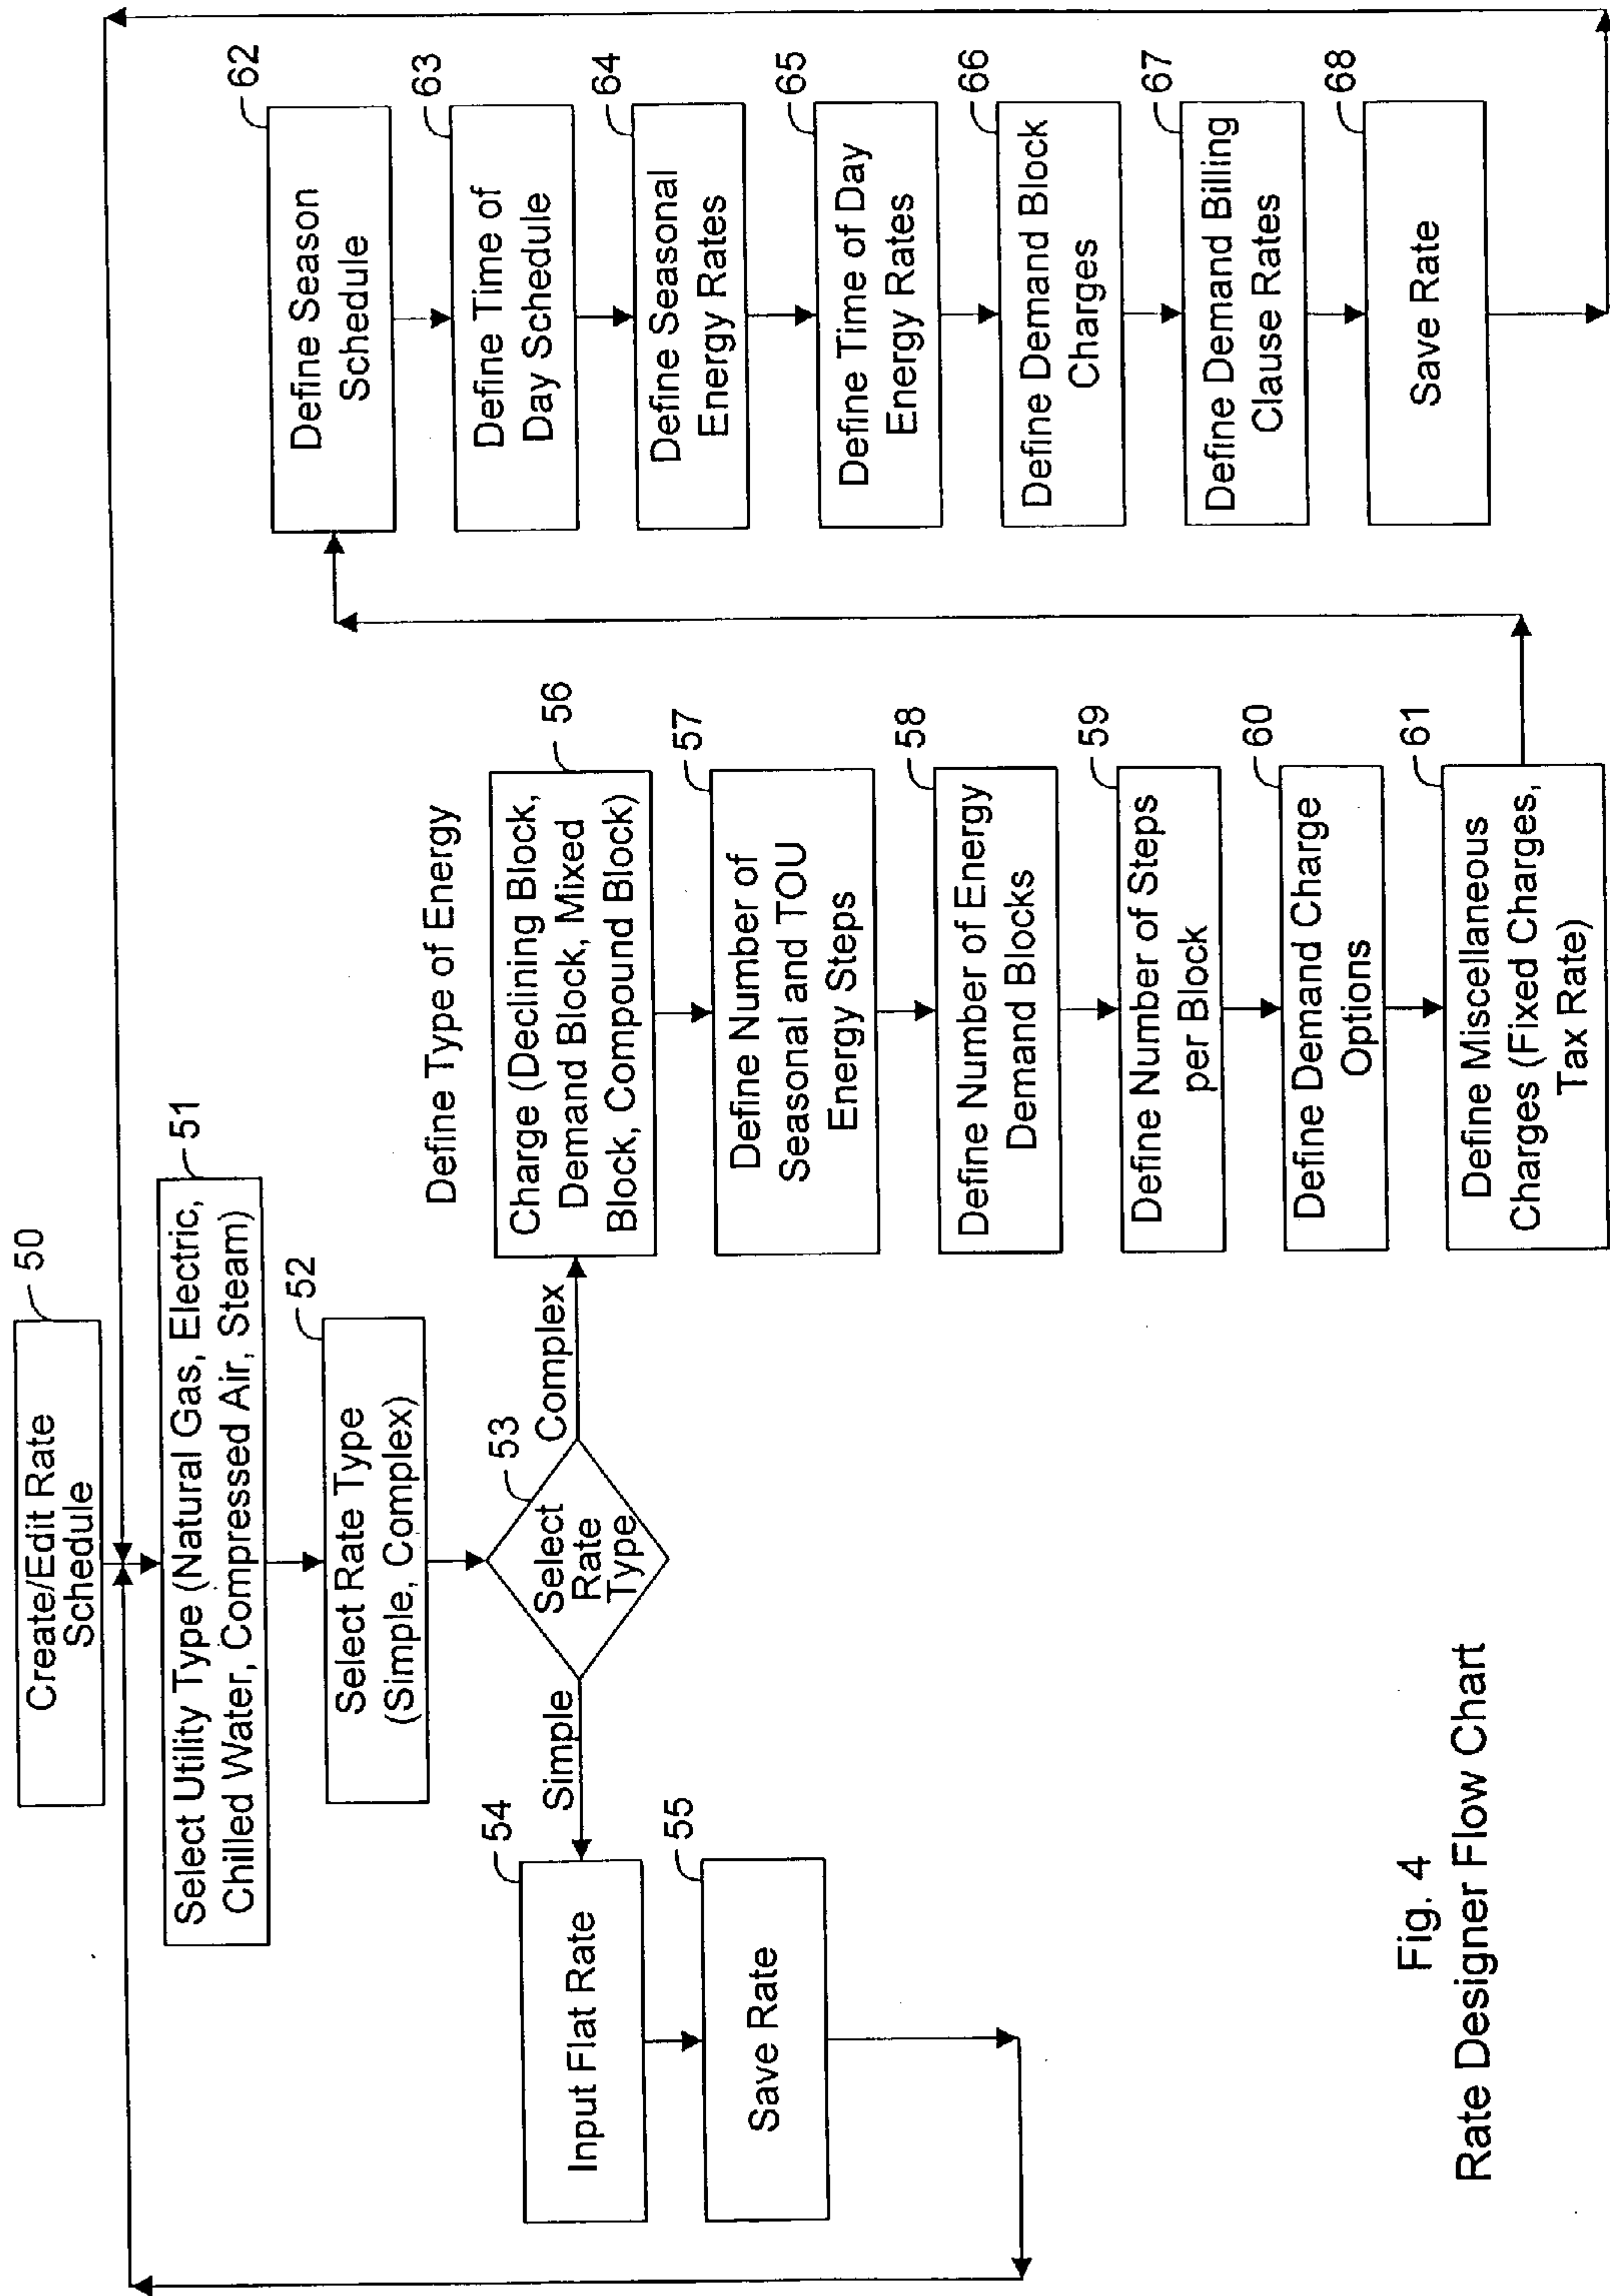 50
Create/Edit Rate
Schedule
51
Select Utility Type (Natural Gas, Electric,
Chilled Water, Compressed Air, Steam)
52
Select Rate Type
(Simple, Complex)
53
Select
Rate
Type
Simple
Complex
54
Input Flat Rate
55
Save Rate
Define Type of Energy
56
Charge (Declining Block,
Demand Block, Mixed
Block, Compound Block)
57
Define Number of
Seasonal and TOU
Energy Steps
58
Define Number of Energy
Demand Blocks
59
Define Number of Steps
per Block
60
Define Demand Charge
Options
61
Define Miscellaneous
Charges (Fixed Charges,
Tax Rate)
62
Define Season
Schedule
63
Define Time of
Day Schedule
64
Define Seasonal
Energy Rates
65
Define Time of Day
Energy Rates
66
Define Demand Block
Charges
67
Define Demand Billing
Clause Rates
68
Save Rate
Fig. 4
Rate Designer Flow Chart